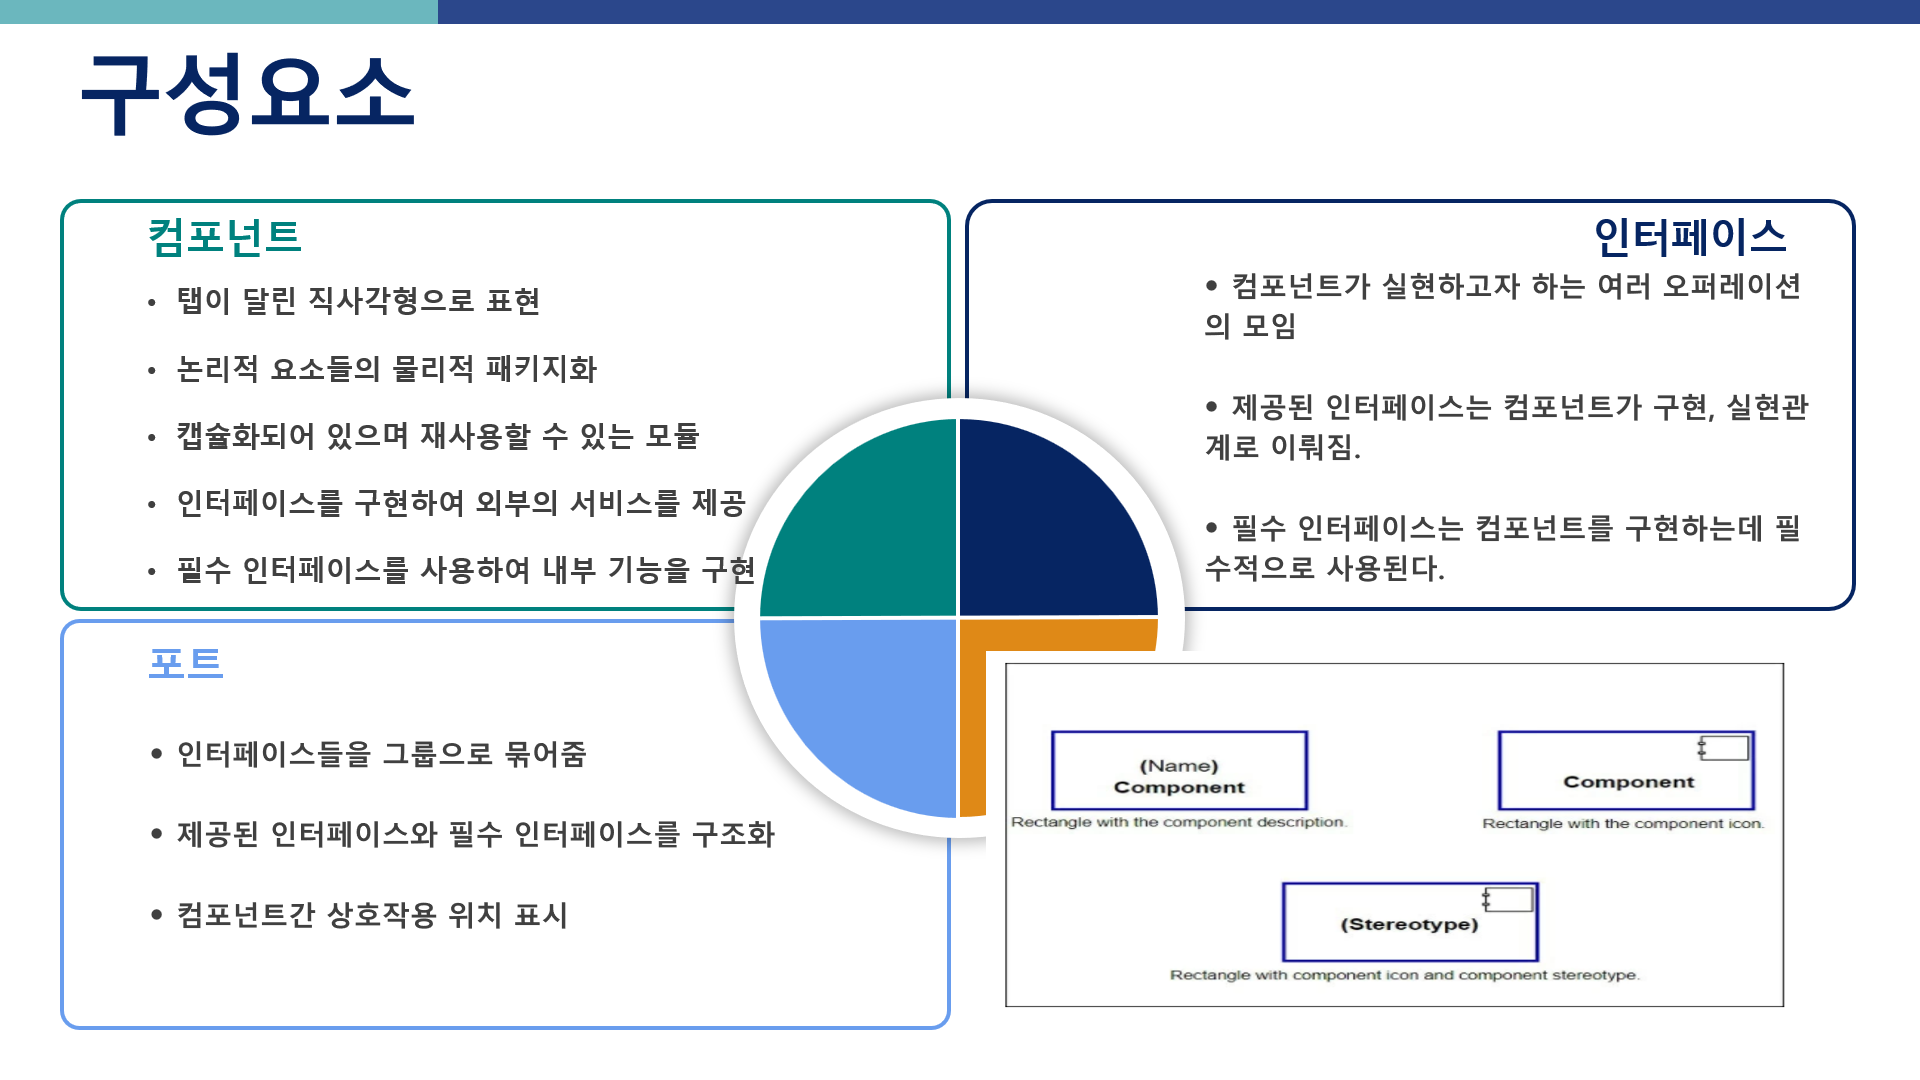 구성요소
컴포넌트
• 탭이 달린 직사각형으로 표현
• 논리적 요소들의 물리적 패키지화
• 캡슐화되어 있으며 재사용할 수 있는 모듈
• 인터페이스를 구현하여 외부의 서비스를 제공
• 필수 인터페이스를 사용하여 내부 기능을 구현
인터페이스
• 컴포넌트가 실현하고자 하는 여러 오퍼레이션
의 모임
• 제공된 인터페이스는 컴포넌트가 구현, 실현관
계로 이뤄짐.
• 필수 인터페이스는 컴포넌트를 구현하는데 필
수적으로 사용된다.
포트
• 인터페이스들을 그룹으로 묶어줌
• 제공된 인터페이스와 필수 인터페이스를 구조화
• 컴포넌트간 상호작용 위치 표시
(Name)
Component
Rectangle with the component description.
Component
Rectangle with the component icon.
(Stereotype)
Rectangle with component icon and component stereotype.